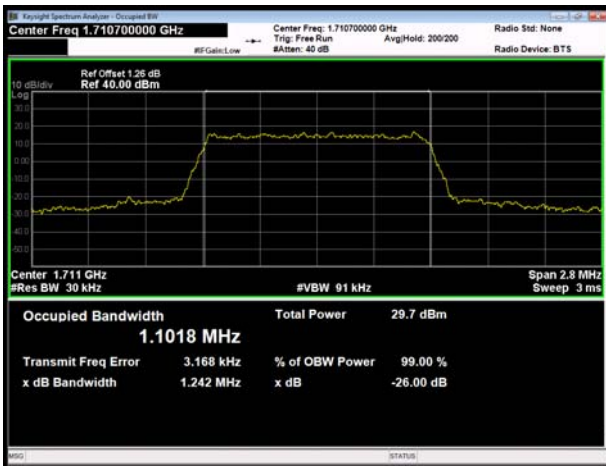 Keysight Spectrum Analyzer - Occupied BW
Center Freq 1.710700000 GHz
Center Freq: 1.710700000 GHz
Radio Std: None
Trig: Free Run
Avg|Hold: 200/200
#IFGain:Low
#Atten: 40 dB
Radio Device: BTS
Ref Offset 1.26 dB
10 dB/div
Ref 40.00 dBm
Log
30.0
20.0
10.0
0.00
-10.0
-20.0
-30.0
-40.0
-50.0
Center 1.711 GHz
Span 2.8 MHz
#Res BW 30 kHz
#VBW 91 kHz
Sweep 3 ms
Occupied Bandwidth
Total Power
29.7 dBm
1.1018 MHz
Transmit Freq Error
3.168 kHz
% of OBW Power
99.00 %
x dB Bandwidth
1.242 MHz
x dB
-26.00 dB
MSG
STATUS